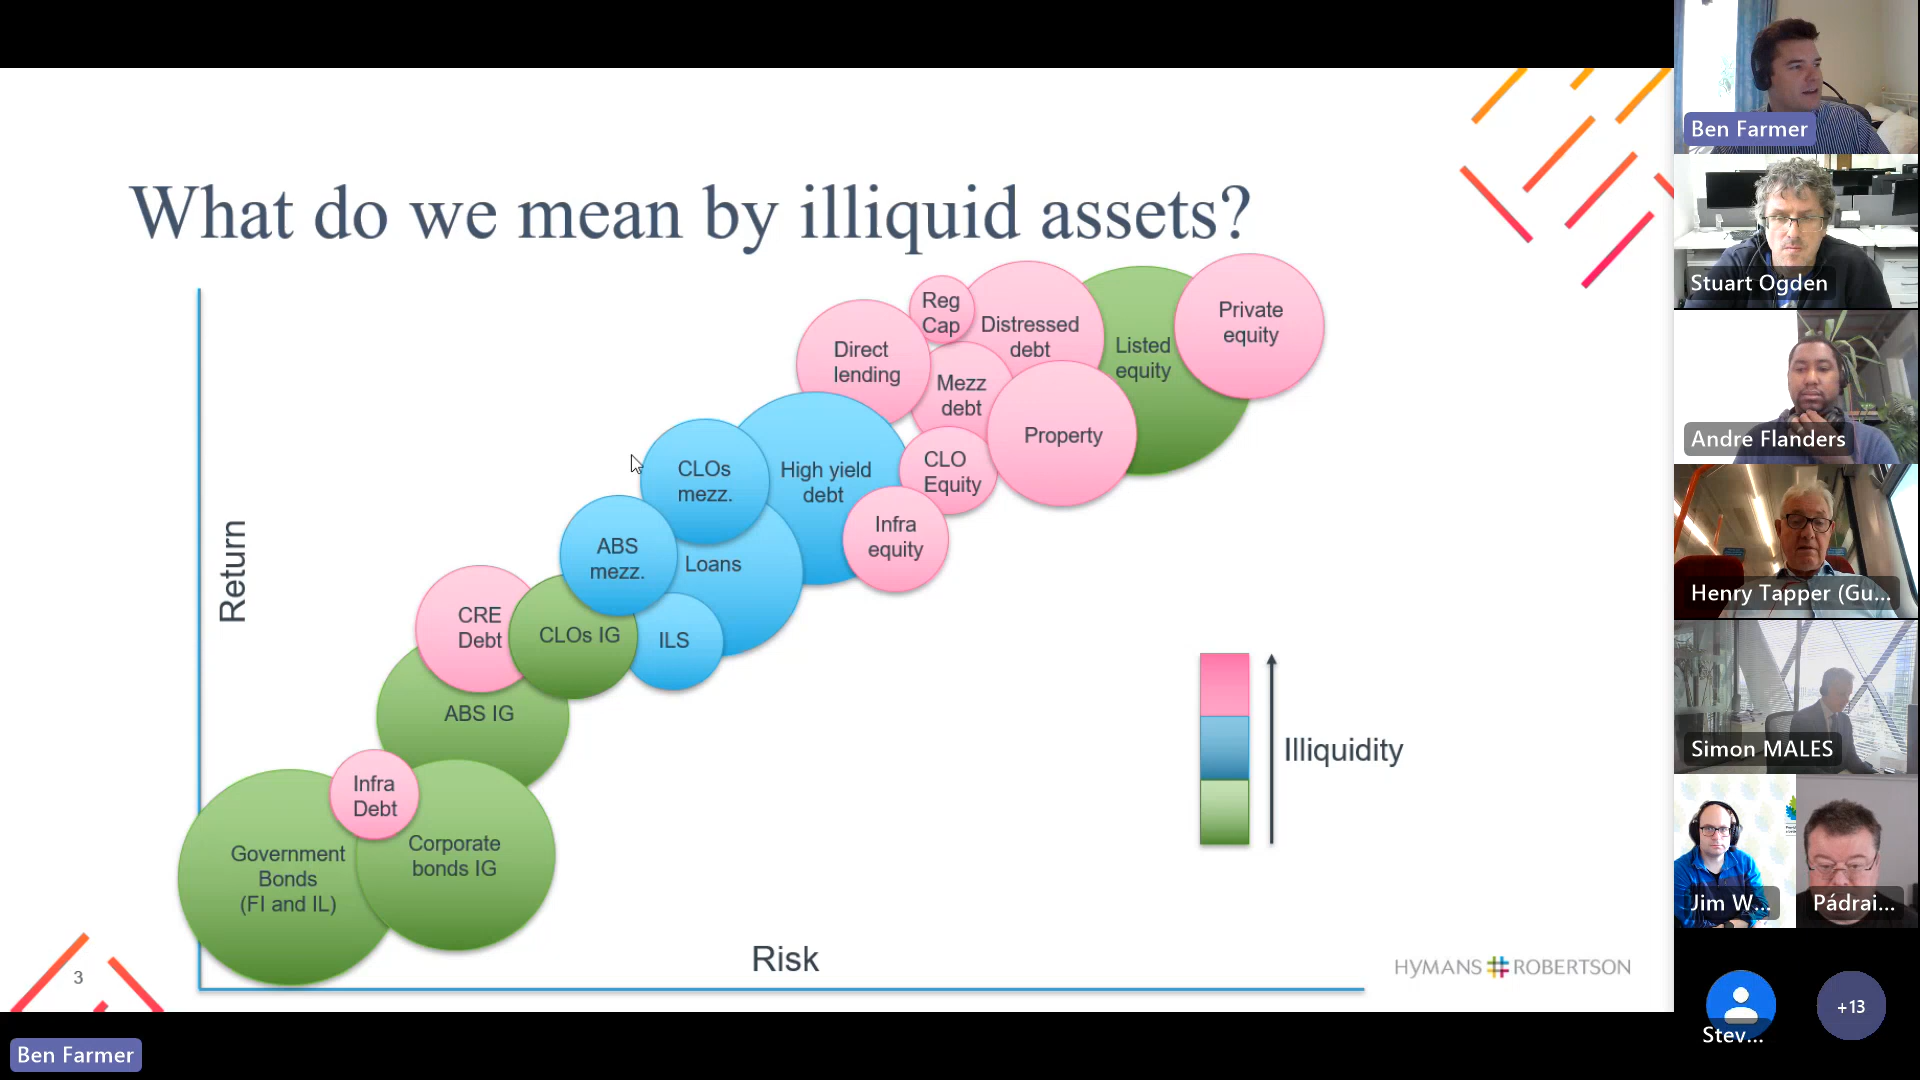 What do we mean by illiquid assets?
Return
Risk
Reg
Cap
Distressed
debt
Private
equity
Listed
equity
Direct
lending
Mezz
debt
Property
CLO
Equity
CLOs
mezz.
High yield
debt
Infra
equity
ABS
mezz.
Loans
CRE
Debt
CLOs IG
ILS
ABS IG
Infra
Debt
Government
Bonds
(FI and IL)
Corporate
bonds IG
Illiquidity
HYMANS # ROBERTSON
3
Ben Farmer
Ben Farmer
Stuart Ogden
Andre Flanders
Henry Tapper (Gu...
Simon MALES
Jim W...
Pádrai...
Stev...
+13